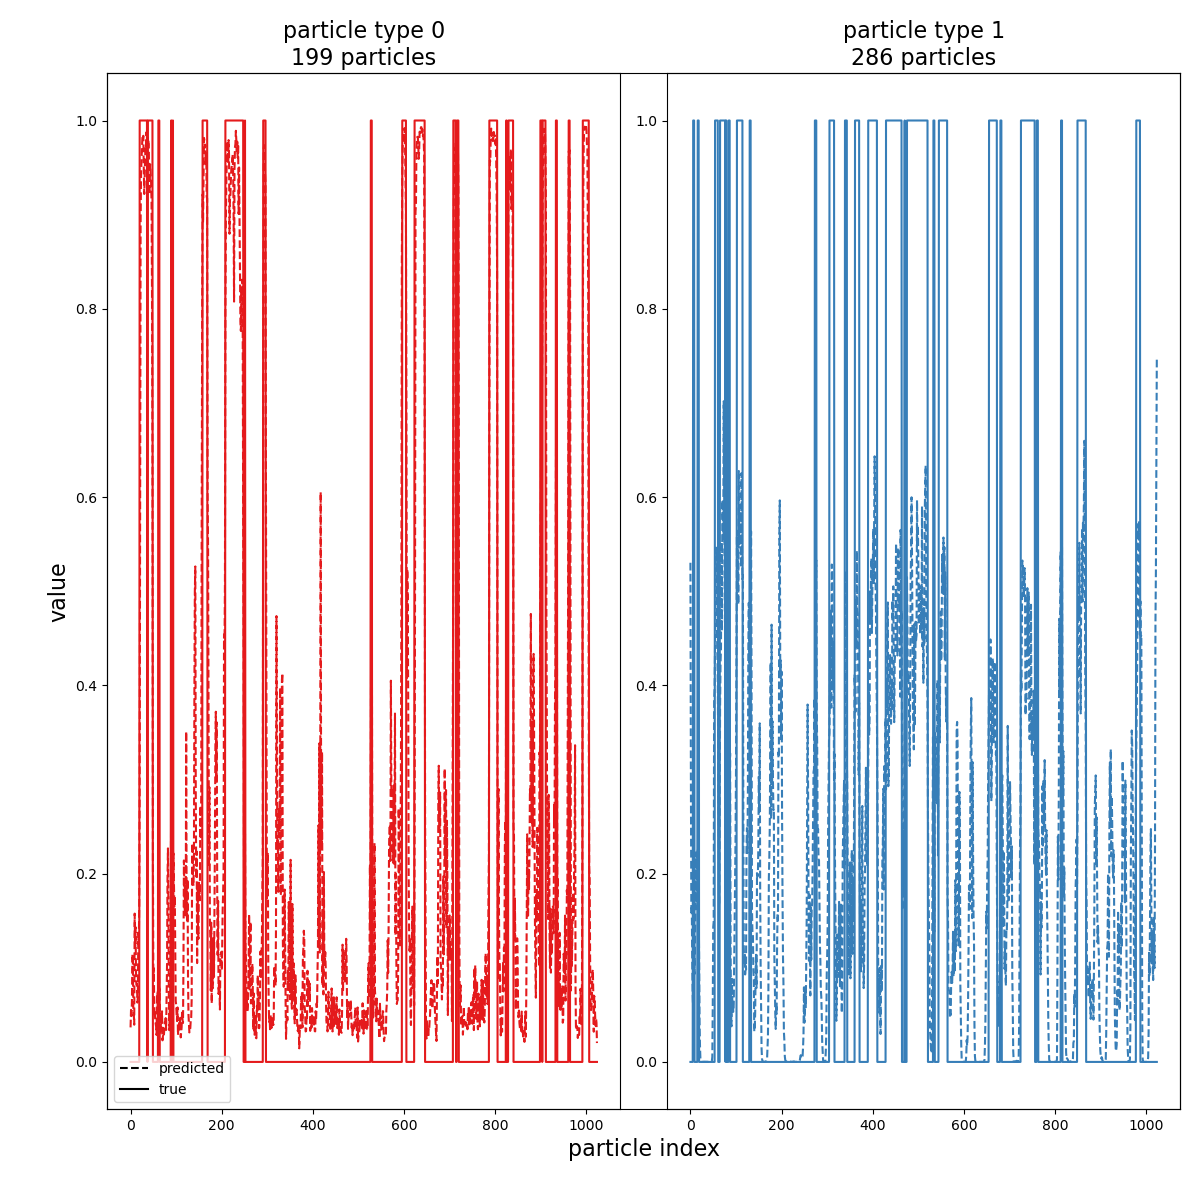 particle type 0
199 particles
particle type 1
286 particles
value
1.0
0.8
0.6
0.4
0.2
0.0
1.0
0.8
0.6
0.4
0.2
0.0
predicted
true
0 200 400 600 800 1000
0 200 400 600 800 1000
particle index